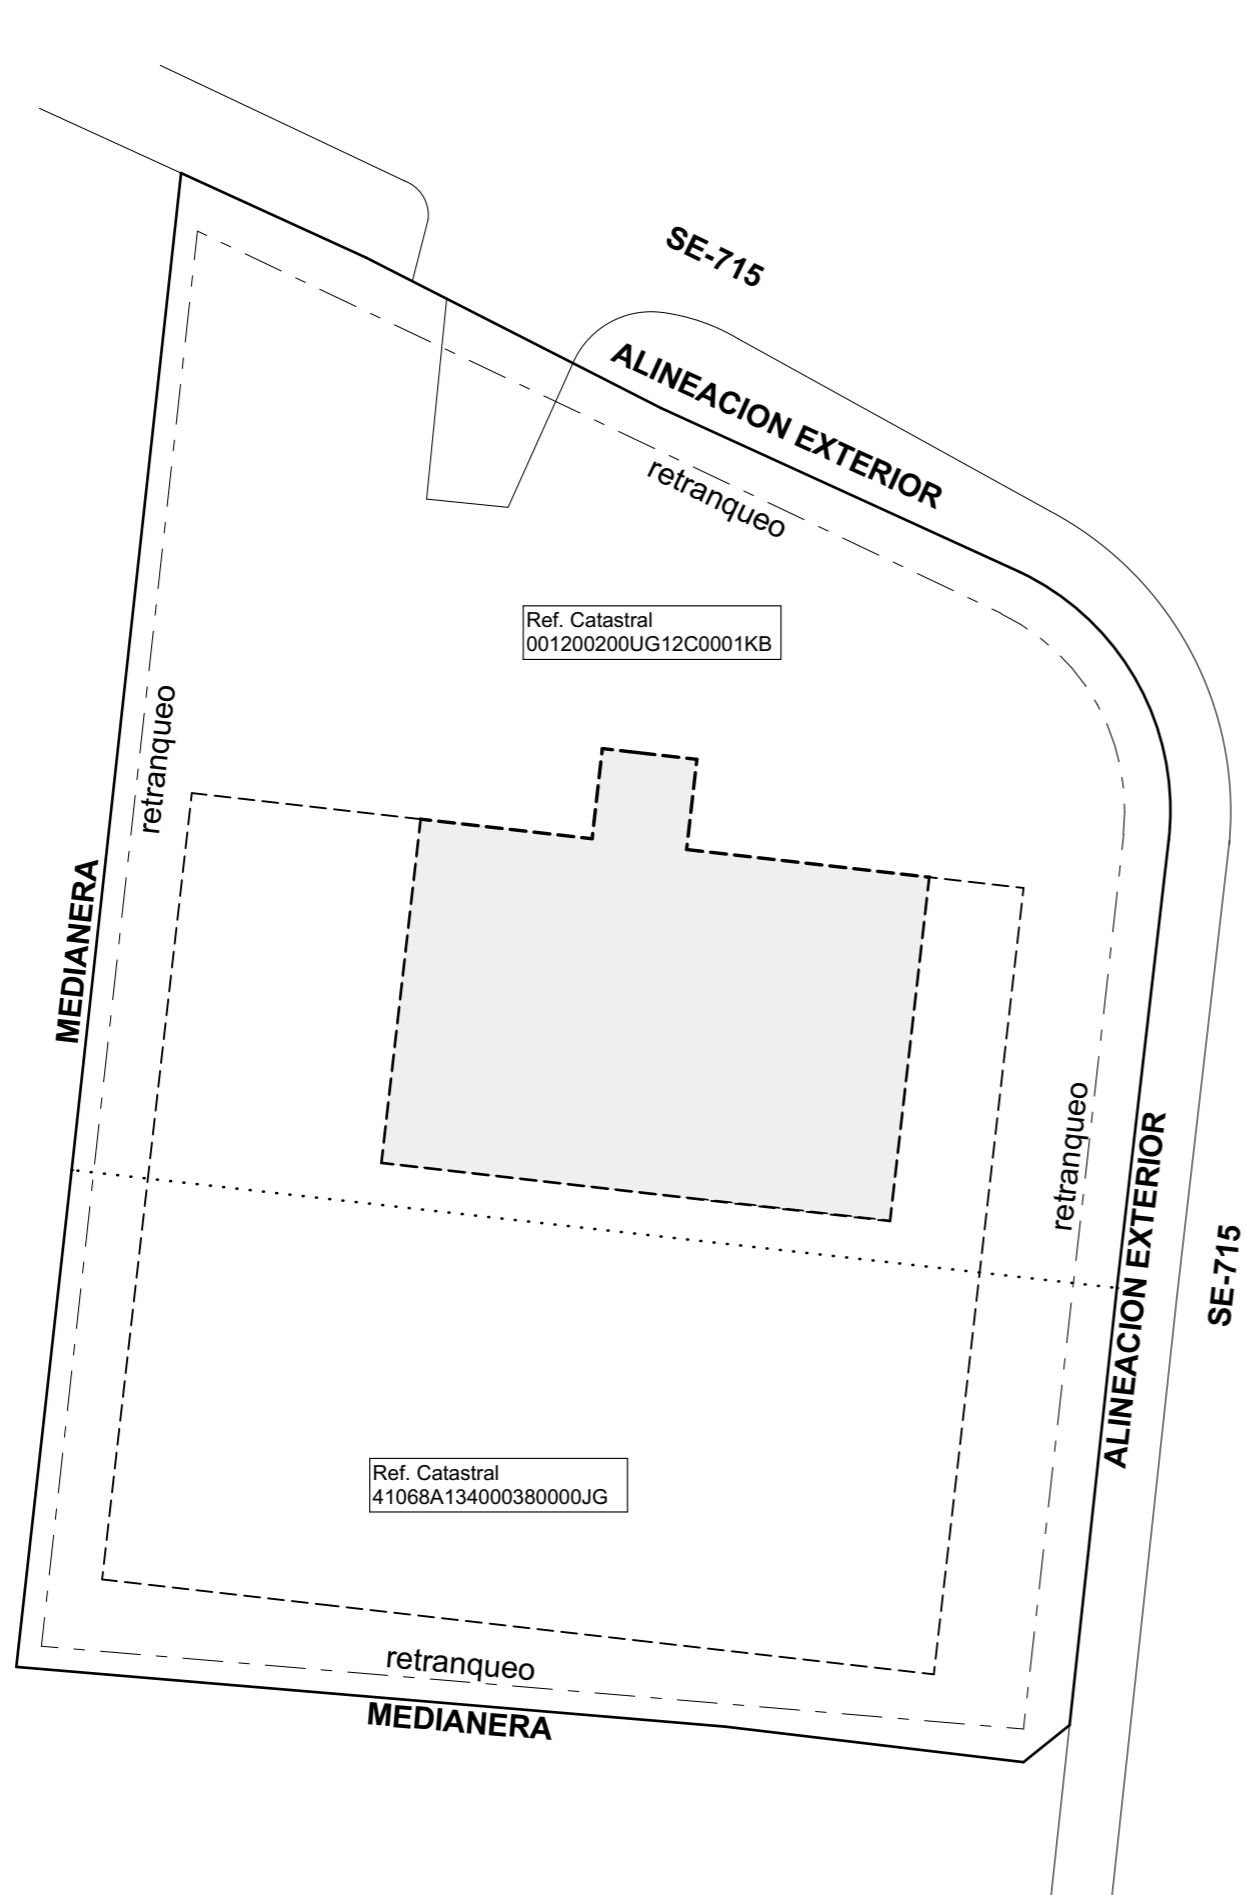 SE-715
ALINEACION EXTERIOR
retranqueo
Ref. Catastral
001200200UG12C0001KB
retranqueo
MEDIANERA
retranqueo
ALINEACION EXTERIOR
SE-715
Ref. Catastral
41068A134000380000JG
retranqueo
MEDIANERA